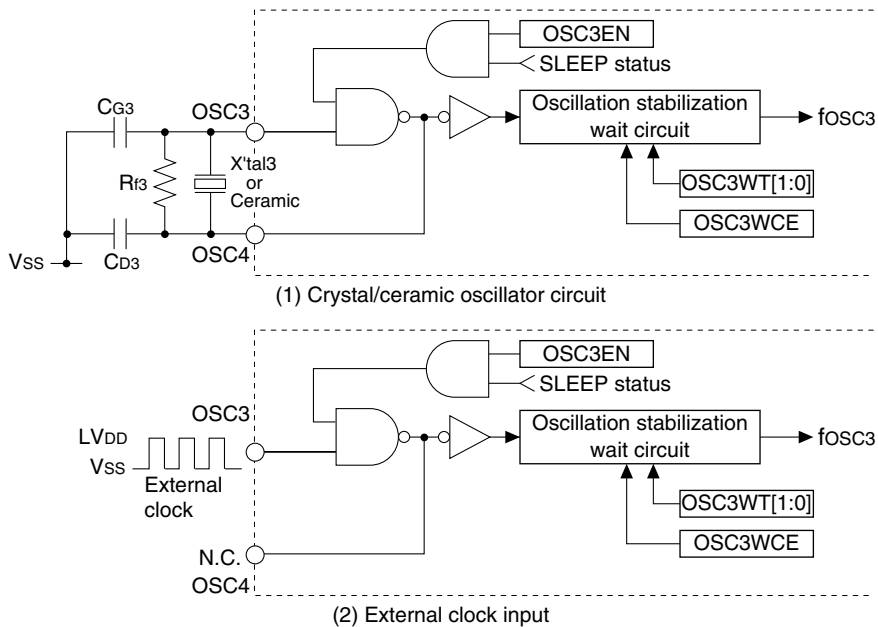 OSC3EN
SLEEP status
CG3
OSC3
Oscillation stabilization
wait circuit
fOSC3
Rf3
X'tal3
or
Ceramic
OSC3WT[1:0]
OSC3WCE
OSC4
VSS
CD3
(1) Crystal/ceramic oscillator circuit
OSC3EN
SLEEP status
OSC3
LVDD
VSS
External
clock
Oscillation stabilization
wait circuit
fOSC3
OSC3WT[1:0]
OSC3WCE
N.C.
OSC4
(2) External clock input